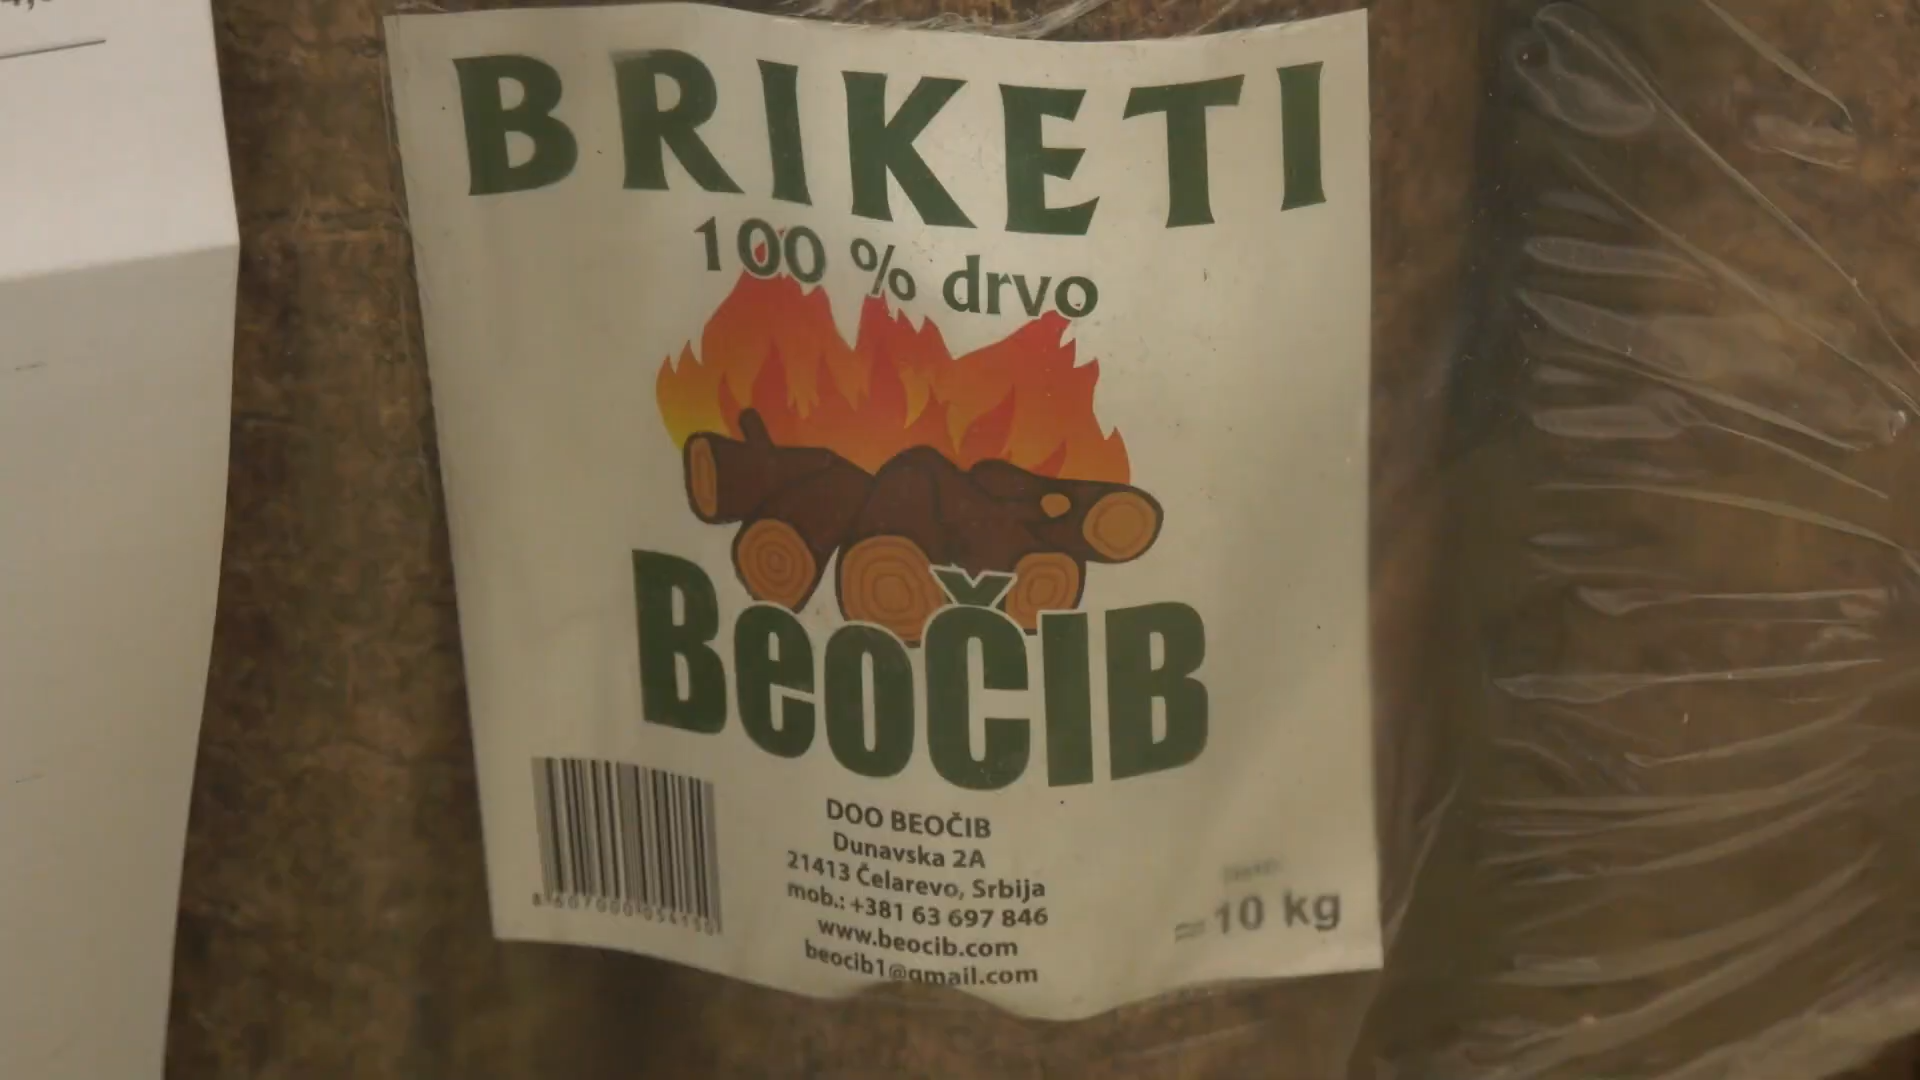 BRIKETI
100 % drvo
BEOČIB
DOO BEOČIB
Dunavska 2A
21413 Čelarevo, Srbija
mob.: +381 63 697 846
www.beocib.com
beocib1@gmail.com
≈ 10 kg